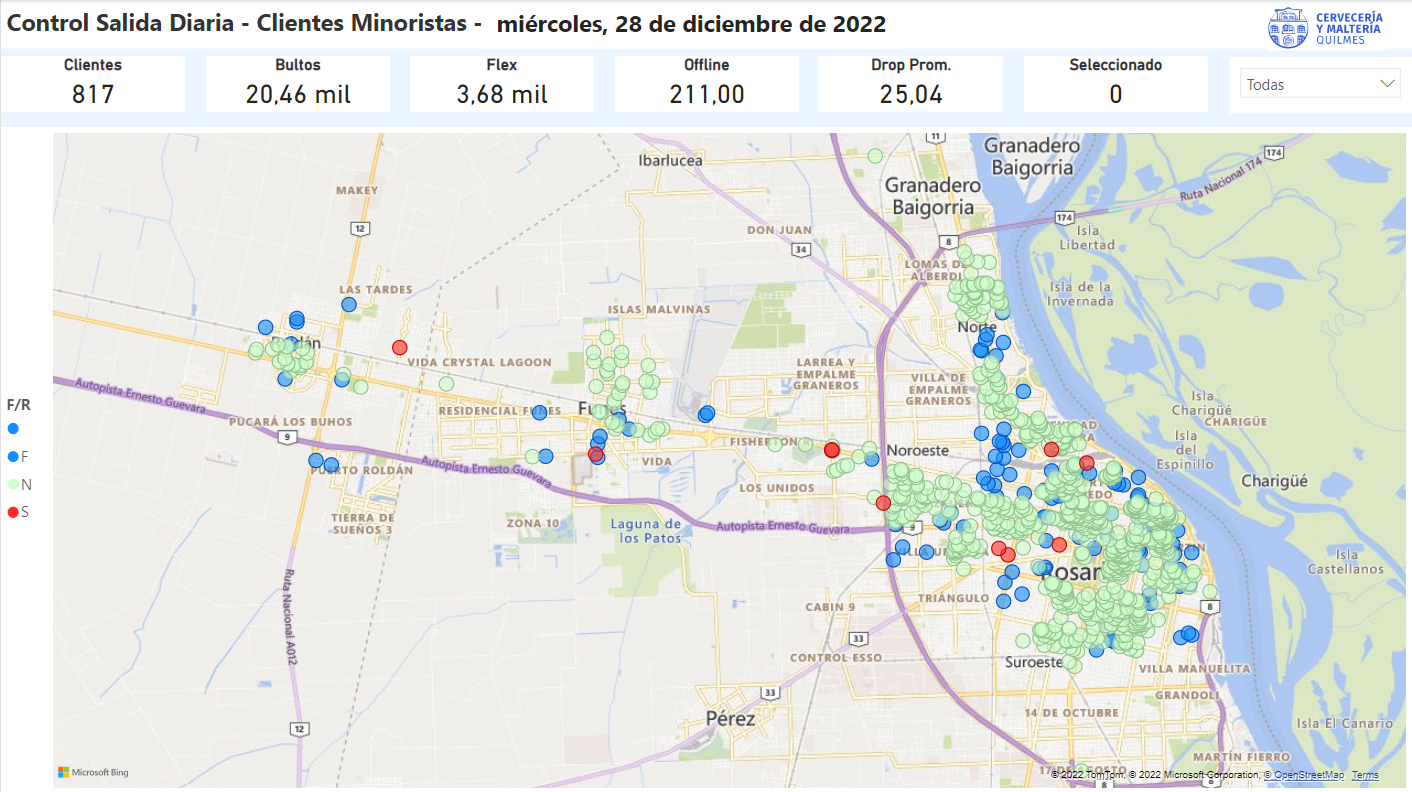 Control Salida Diaria - Clientes Minoristas - miércoles, 28 de diciembre de 2022
CERVECERÍA
Y MALTERÍA
QUILMES
Clientes
817
Bultos
20,46 mil
Flex
3,68 mil
Offline
211,00
Drop Prom.
25,04
Seleccionado
0
Todas
F/R
F
N
S
Ibarlucea
11
Granadero
Baigorria
174
Ruta Nacional 174
MAKEY
Granadero
Baigorria
174
12
DON JUAN
8
Isla
Libertad
34
LOMAS DE
ALBERDI
LAS TARDES
Isla de la
Invernada
ISLAS MALVINAS
Norte
VIDA CRYSTAL LAGOON
LARREA Y
EMPALME
GRANEROS
VILLA DE
EMPALME
GRANEROS
Autopista Ernesto Guevara
Isla
Charigüé
CHARIGÜE
RESIDENCIAL FUNES
PUCARÁ LOS BUHOS
9
Isla
del
Espinillo
Noroeste
VIDA
Autopista Ernesto Guevara
PUERTO ROLDÁN
LOS UNIDOS
Charigüé
TIERRA DE
SUEÑOS 3
ZONA 10
Laguna de
los Patos
Autopista Ernesto Guevara
9
Isla
Castellanos
Ruta Nacional A012
TRIÁNGULO
CABIN 9
8
33
CONTROL ESSO
Suroeste
VILLA MANUELITA
GRANDOLI
33
Pérez
14 DE OCTUBRE
12
Isla El Canario
MARTÍN FIERRO
Microsoft Bing
© 2022 TomTom, © 2022 Microsoft Corporation, © OpenStreetMap Terms
8
8